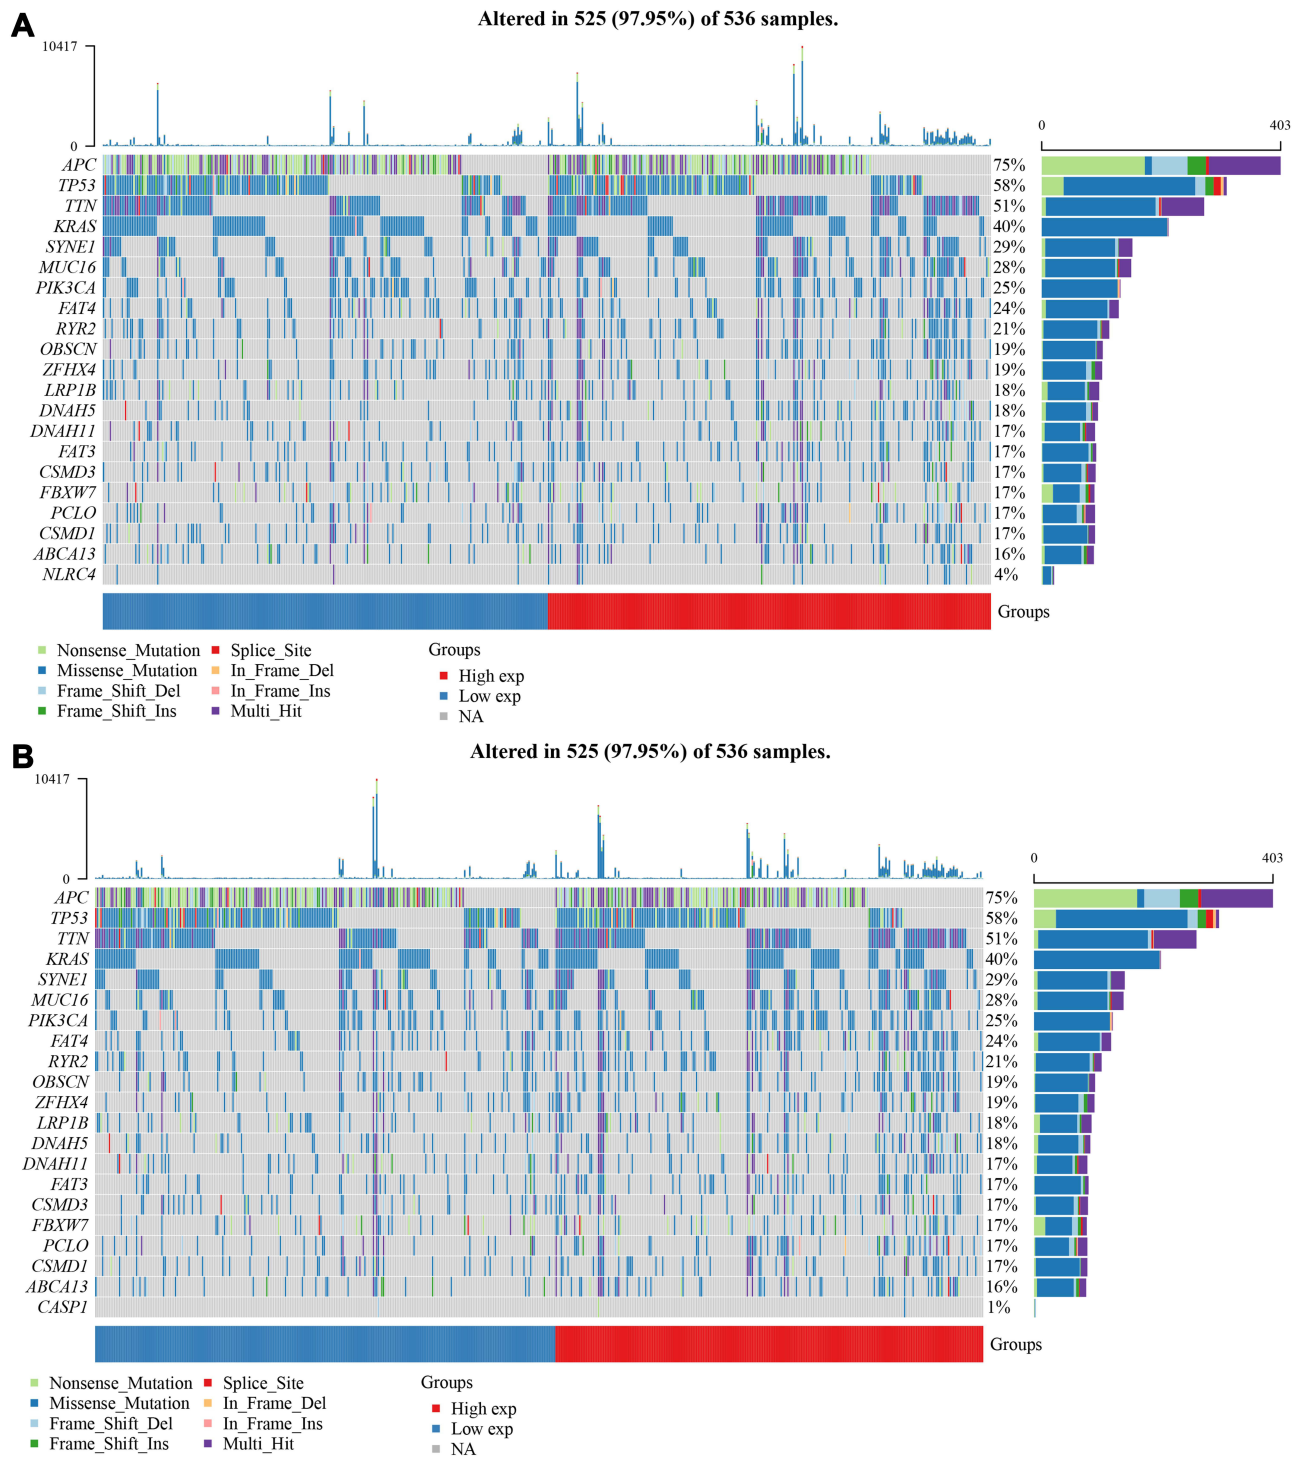 A
Altered in 525 (97.95%) of 536 samples.
10417
0
0 403
APC 75%
TP53 58%
TTN 51%
KRAS 40%
SYNE1 29%
MUC16 28%
PIK3CA 25%
FAT4 24%
RYR2 21%
OBSCN 19%
ZFHX4 19%
LRP1B 18%
DNAH5 18%
DNAH11 17%
FAT3 17%
CSMD3 17%
FBXW7 17%
PCLO 17%
CSMD1 17%
ABCA13 16%
NLRC4 4%
Groups
Nonsense_Mutation
Missense_Mutation
Frame_Shift_Del
Frame_Shift_Ins
Splice_Site
In_Frame_Del
In_Frame_Ins
Multi_Hit
Groups
High exp
Low exp
NA
B
Altered in 525 (97.95%) of 536 samples.
10417
0
0 403
APC 75%
TP53 58%
TTN 51%
KRAS 40%
SYNE1 29%
MUC16 28%
PIK3CA 25%
FAT4 24%
RYR2 21%
OBSCN 19%
ZFHX4 19%
LRP1B 18%
DNAH5 18%
DNAH11 17%
FAT3 17%
CSMD3 17%
FBXW7 17%
PCLO 17%
CSMD1 17%
ABCA13 16%
CASP1 1%
Groups
Nonsense_Mutation
Missense_Mutation
Frame_Shift_Del
Frame_Shift_Ins
Splice_Site
In_Frame_Del
In_Frame_Ins
Multi_Hit
Groups
High exp
Low exp
NA